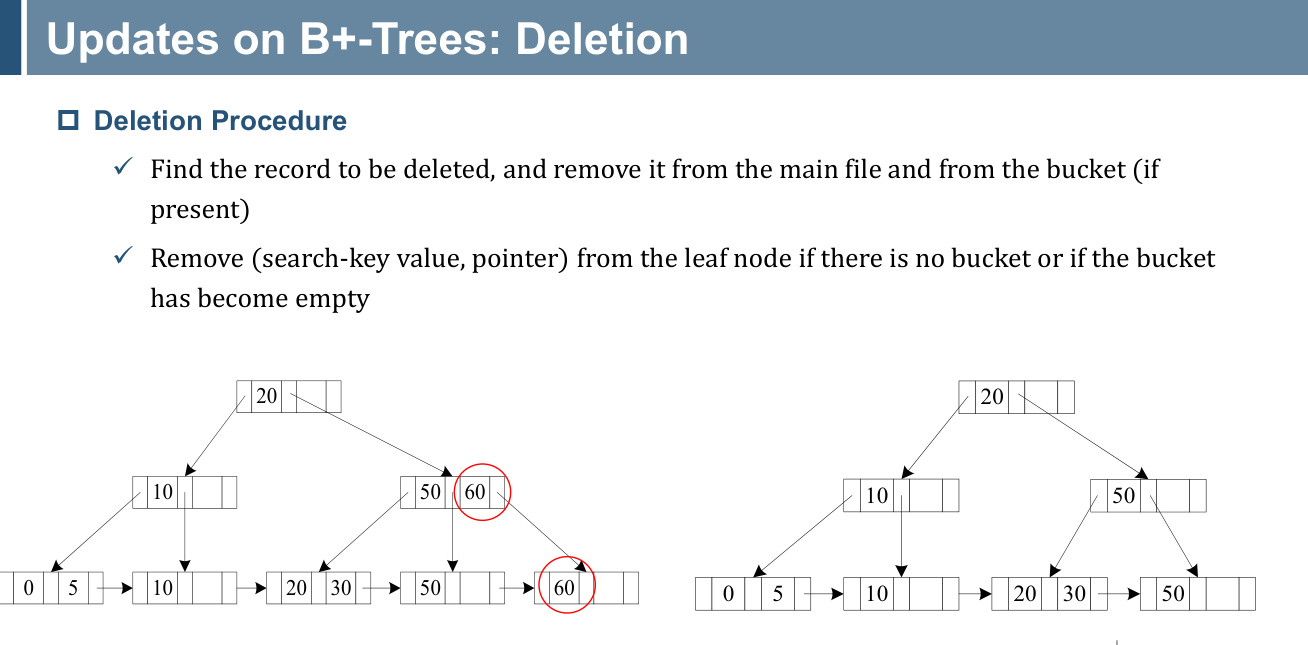 Updates on B+-Trees: Deletion
Deletion Procedure
Find the record to be deleted, and remove it from the main file and from the bucket (if
present)
Remove (search-key value, pointer) from the leaf node if there is no bucket or if the bucket
has become empty
20
10
50 60
0 5
10
20 30
50
60
20
10
50
0 5
10
20 30
50